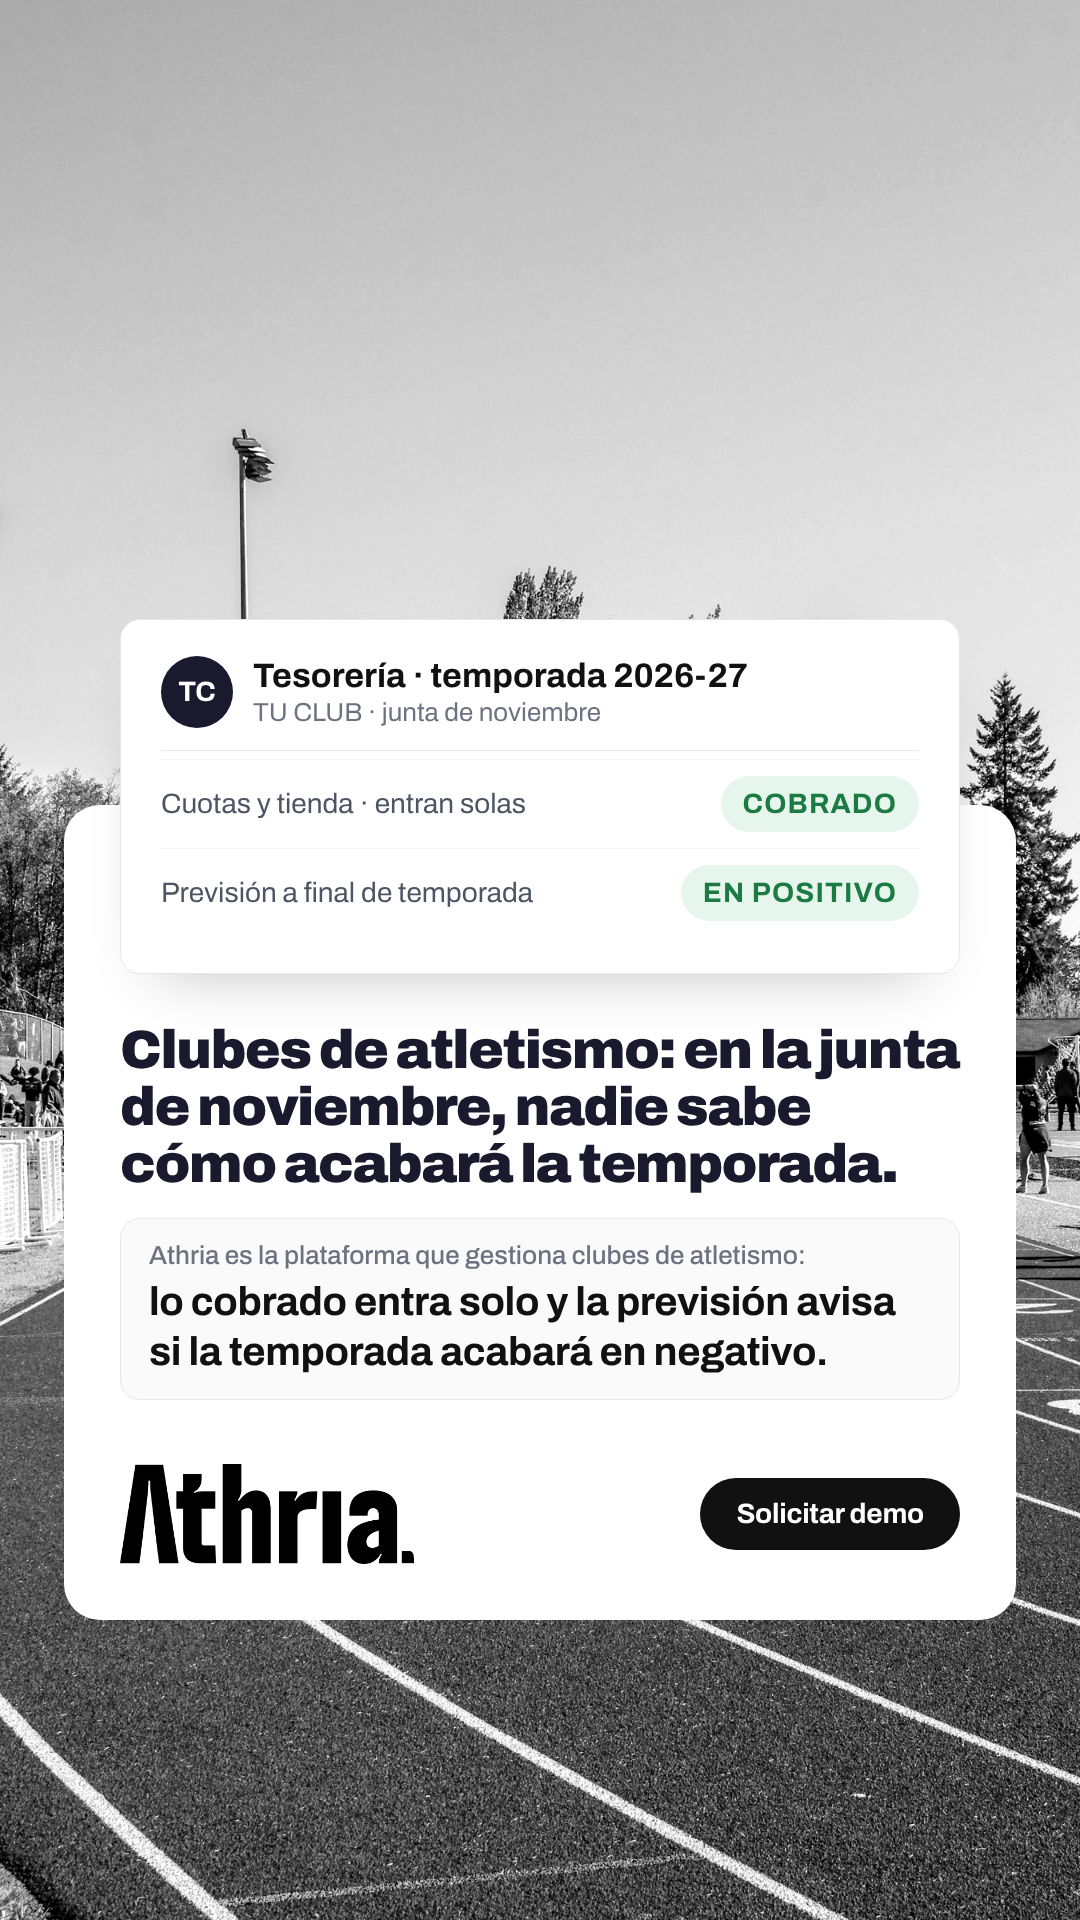 TC
Tesorería · temporada 2026-27
TU CLUB · junta de noviembre
Cuotas y tienda · entran solas
COBRADO
Previsión a final de temporada
EN POSITIVO
Clubes de atletismo: en la junta
de noviembre, nadie sabe
cómo acabará la temporada.
Athria es la plataforma que gestiona clubes de atletismo:
lo cobrado entra solo y la previsión avisa
si la temporada acabará en negativo.
Athria.
Solicitar demo